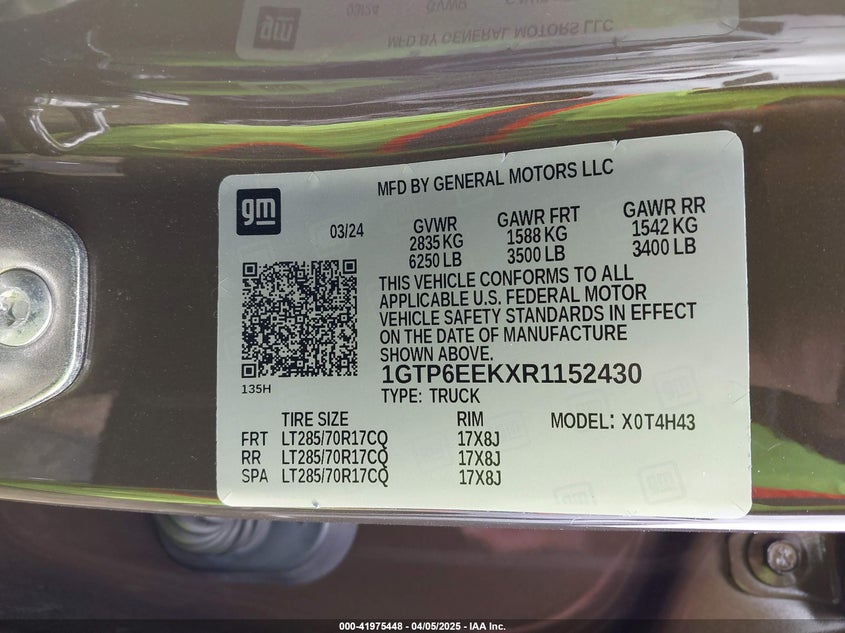 MFD BY GENERAL MOTORS LLC
gm
03/24
GVWR
2835 KG
6250 LB
GAWR FRT
1588 KG
3500 LB
GAWR RR
1542 KG
3400 LB
THIS VEHICLE CONFORMS TO ALL
APPLICABLE U.S. FEDERAL MOTOR
VEHICLE SAFETY STANDARDS IN EFFECT
ON THE DATE OF MANUFACTURE
SHOWN ABOVE.
135H
1GTP6EEKXR1152430
TYPE: TRUCK
TIRE SIZE RIM MODEL: X0T4H43
FRT LT285/70R17CQ 17X8J
RR LT285/70R17CQ 17X8J
SPA LT285/70R17CQ 17X8J
000-41975448 - 04/05/2025 - IAA Inc.